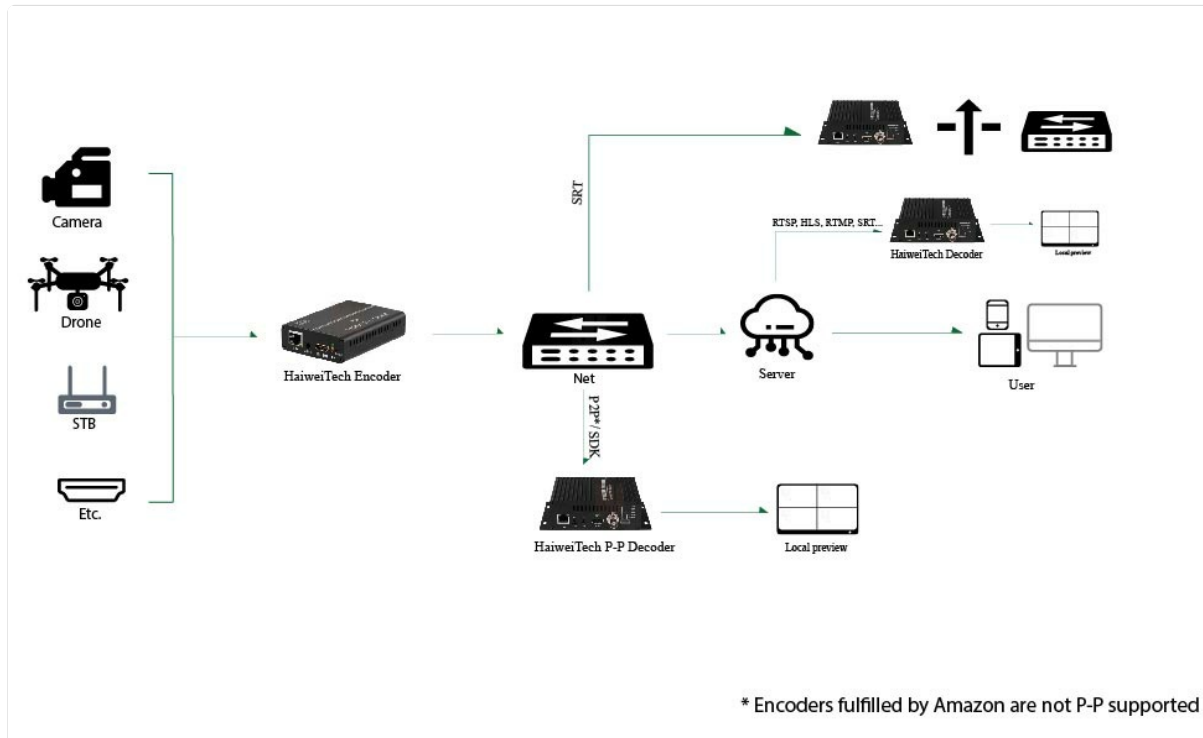 Camera
Drone
STB
Etc.
HaiweiTech Encoder
Net
SRT
P2P*/SDK
HaiweiTech P-P Decoder
Local preview
Server
RTSP, HLS, RTMP, SRT...
HaiweiTech Decoder
Local preview
User
* Encoders fulfilled by Amazon are not P-P supported